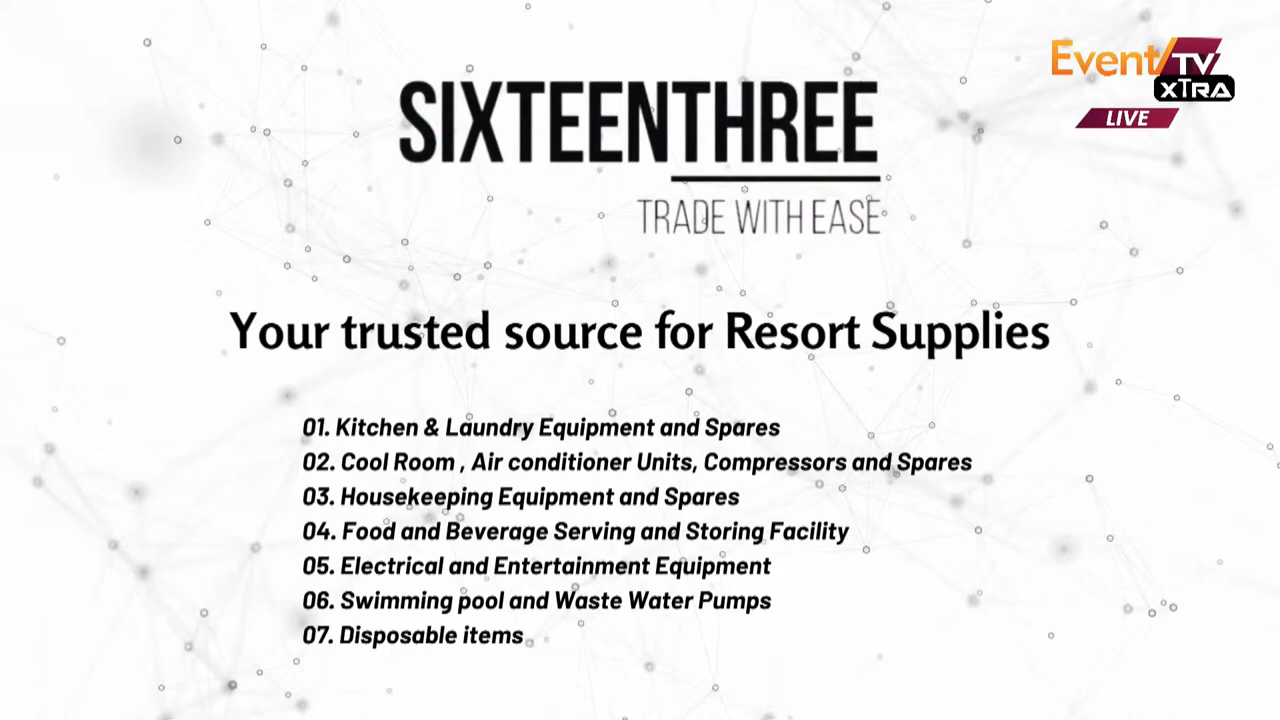 Event TV
XTRA
LIVE
SIXTEENTHREE
TRADE WITH EASE
Your trusted source for Resort Supplies
01. Kitchen & Laundry Equipment and Spares
02. Cool Room , Air conditioner Units, Compressors and Spares
03. Housekeeping Equipment and Spares
04. Food and Beverage Serving and Storing Facility
05. Electrical and Entertainment Equipment
06. Swimming pool and Waste Water Pumps
07. Disposable items